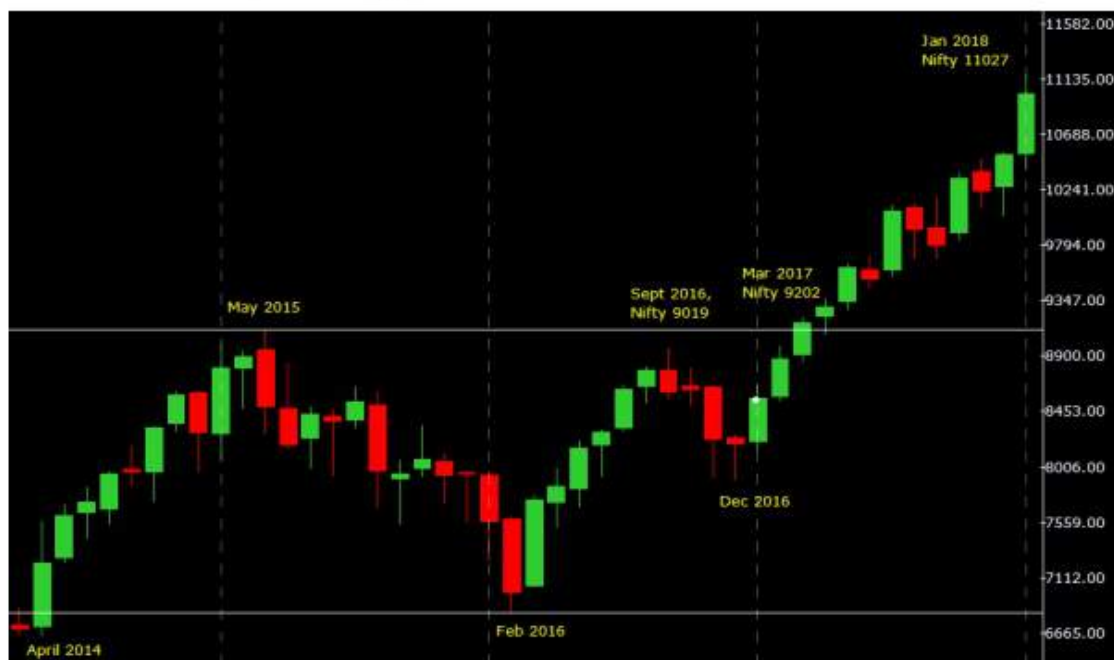 11582.00
Jan 2018
Nifty 11027
11135.00
10688.00
10241.00
9794.00
Mar 2017
Nifty 9202
Sept 2016,
Nifty 9019
9347.00
May 2015
8900.00
8453.00
8006.00
Dec 2016
7559.00
7112.00
Feb 2016
6665.00
April 2014